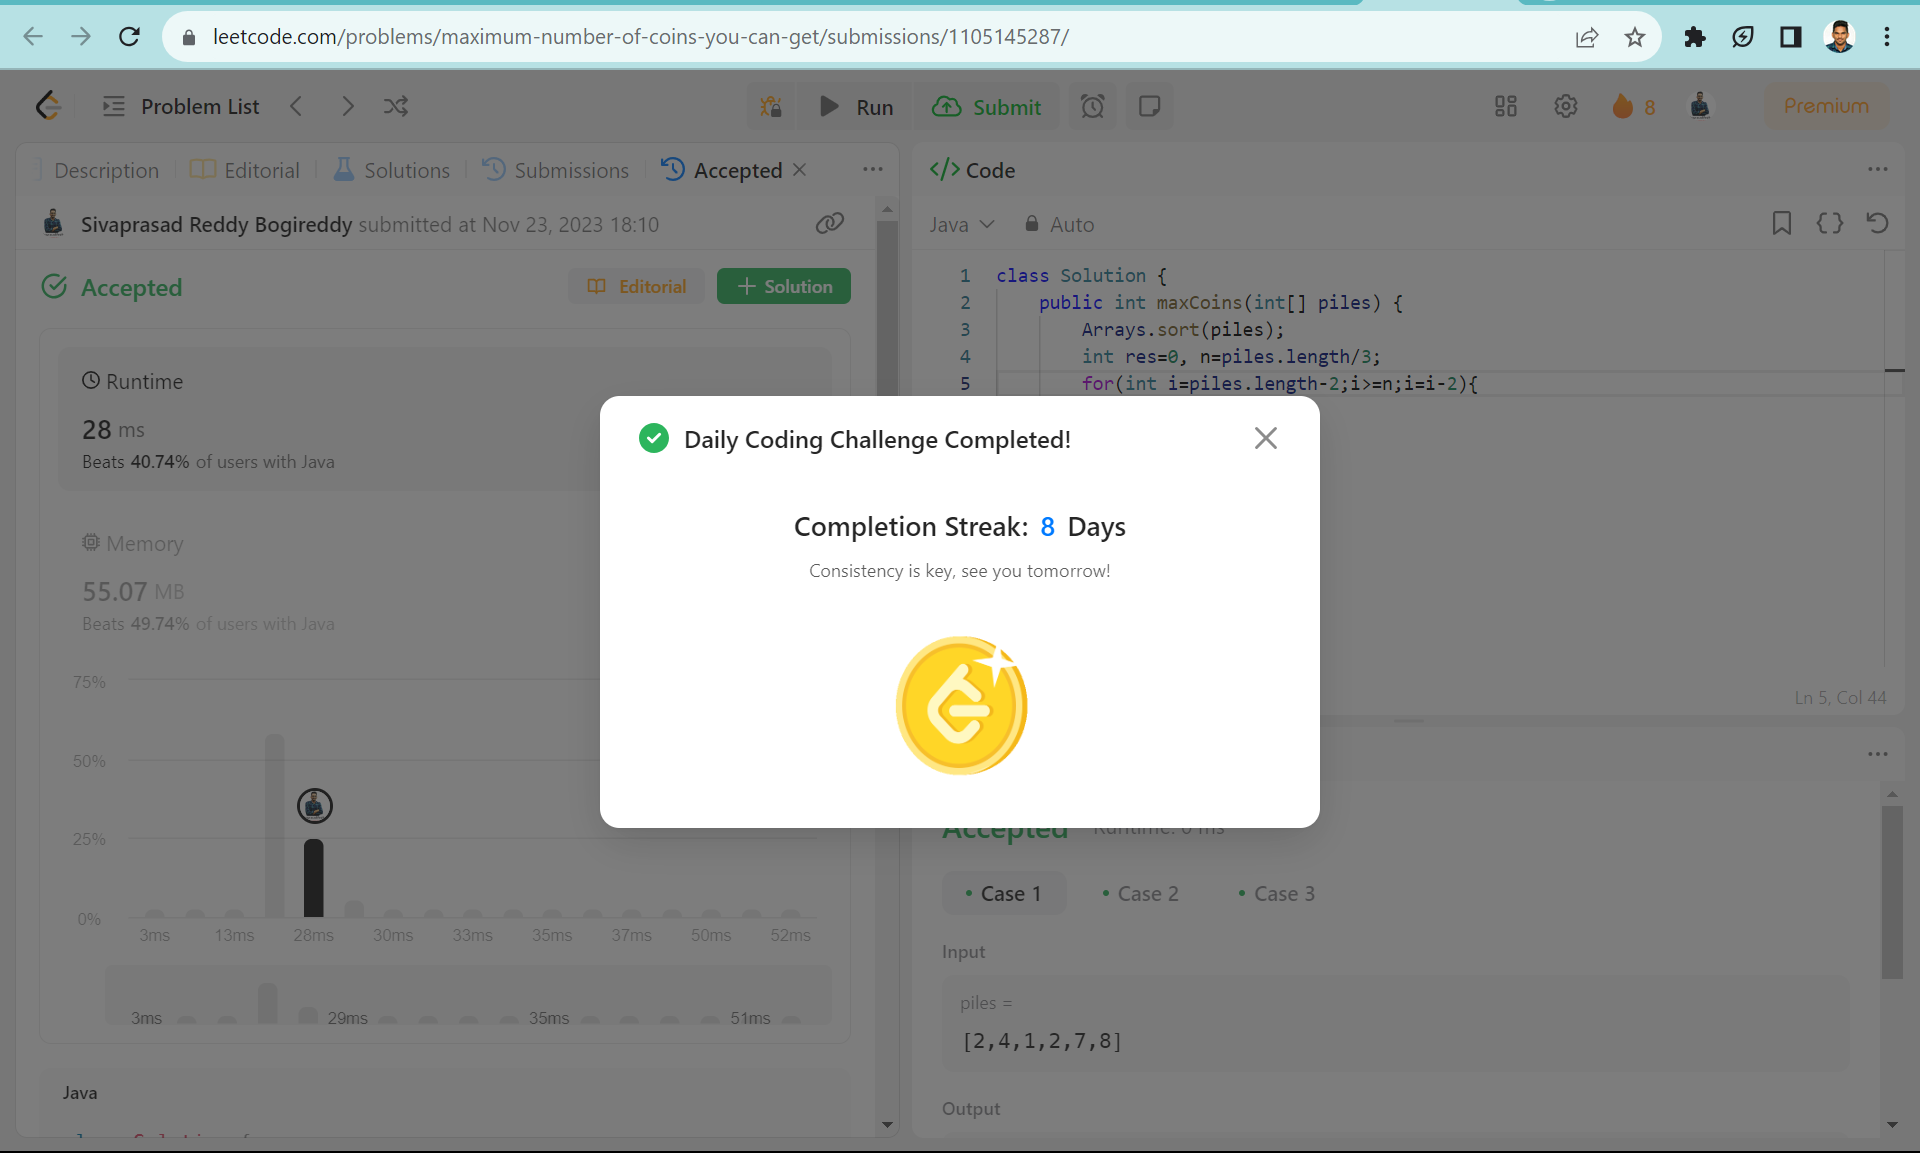 leetcode.com/problems/maximum-number-of-coins-you-can-get/submissions/1105145287/
Problem List
Run
Submit
8
Premium
Description
Editorial
Solutions
Submissions
Accepted
Sivaprasad Reddy Bogireddy submitted at Nov 23, 2023 18:10
Accepted
Editorial
Solution
Runtime
28 ms
Beats 40.74% of users with Java
Memory
55.07 MB
Beats 49.74% of users with Java
75%
50%
25%
0%
3ms 13ms 28ms 30ms 33ms 35ms 37ms 50ms 52ms
3ms 29ms 35ms 51ms
Java
Code
Java
Auto
1 class Solution {
2 public int maxCoins(int[] piles) {
3 Arrays.sort(piles);
4 int res=0, n=piles.length/3;
5 for(int i=piles.length-2;i>=n;i=i-2){
Ln 5, Col 44
Daily Coding Challenge Completed!
Completion Streak: 8 Days
Consistency is key, see you tomorrow!
Accepted Runtime: 0 ms
Case 1
Case 2
Case 3
Input
piles =
[2,4,1,2,7,8]
Output